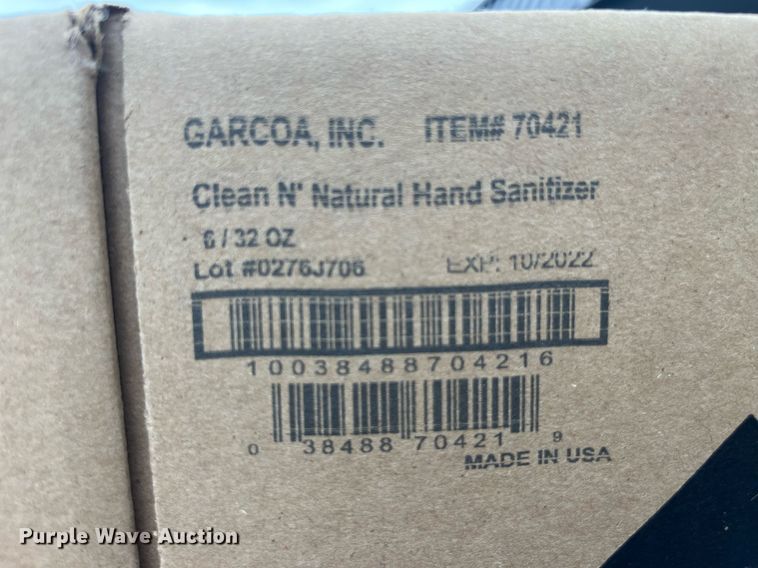 GARCOA, INC. ITEM# 70421
Clean N' Natural Hand Sanitizer
6 / 32 OZ
Lot #0276J706 EXP: 10/2022
10038488704216
0 38488 70421 9
MADE IN USA
Purple Wave Auction